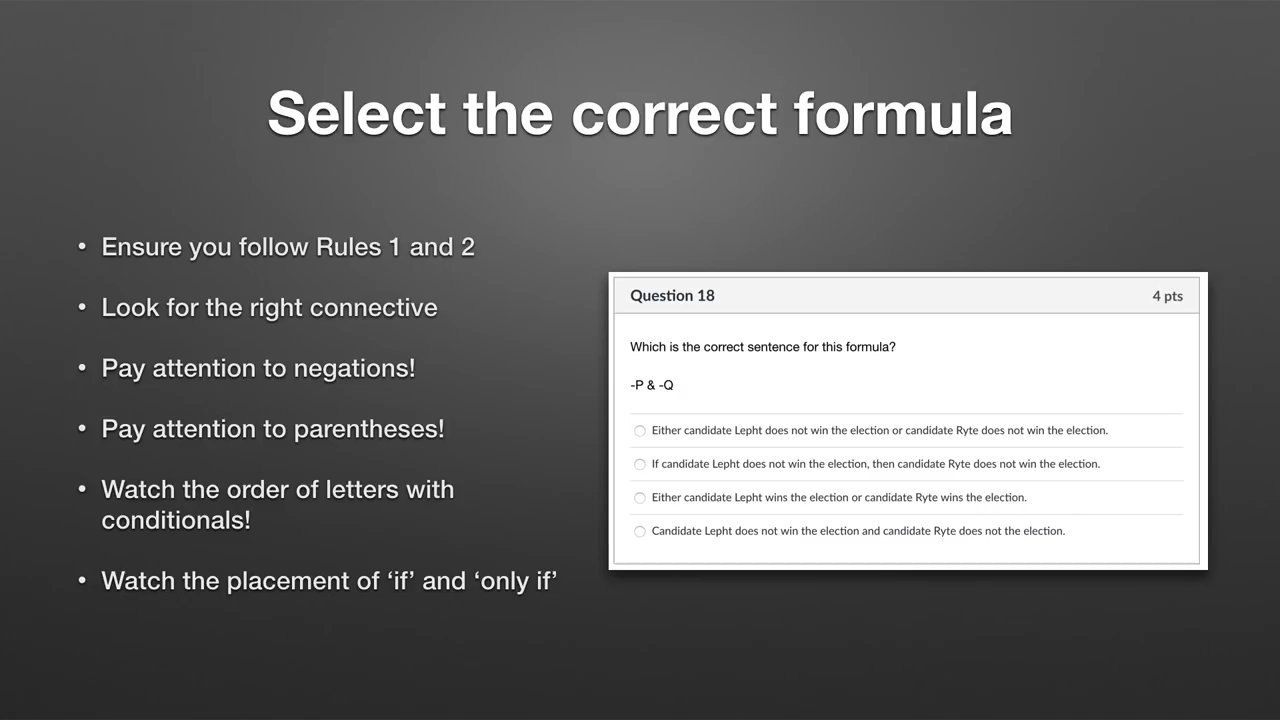 Select the correct formula
• Ensure you follow Rules 1 and 2
• Look for the right connective
• Pay attention to negations!
• Pay attention to parentheses!
• Watch the order of letters with
conditionals!
• Watch the placement of ‘if’ and ‘only if’
Question 18 4 pts
Which is the correct sentence for this formula?
-P & -Q
Either candidate Lepht does not win the election or candidate Ryte does not win the election.
If candidate Lepht does not win the election, then candidate Ryte does not win the election.
Either candidate Lepht wins the election or candidate Ryte wins the election.
Candidate Lepht does not win the election and candidate Ryte does not the election.